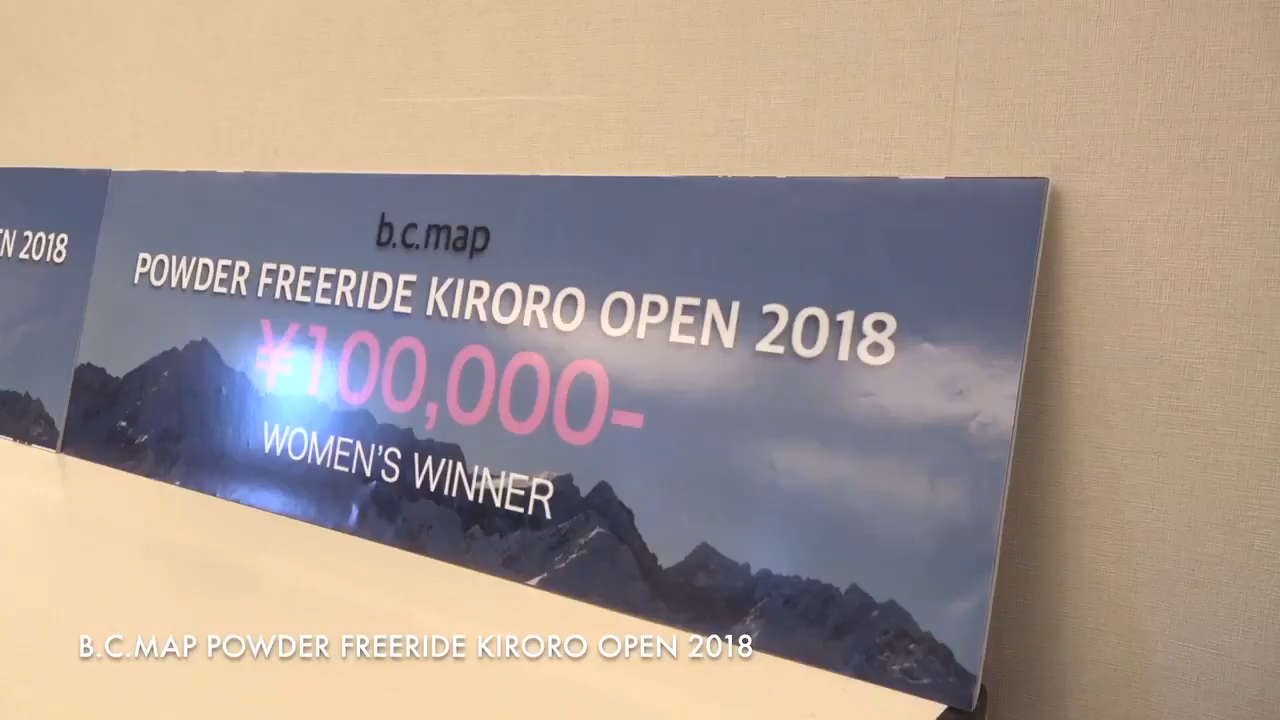 EN 2018
b.c.map
POWDER FREERIDE KIRORO OPEN 2018
¥100,000-
WOMEN'S WINNER
B.C.MAP POWDER FREERIDE KIRORO OPEN 2018